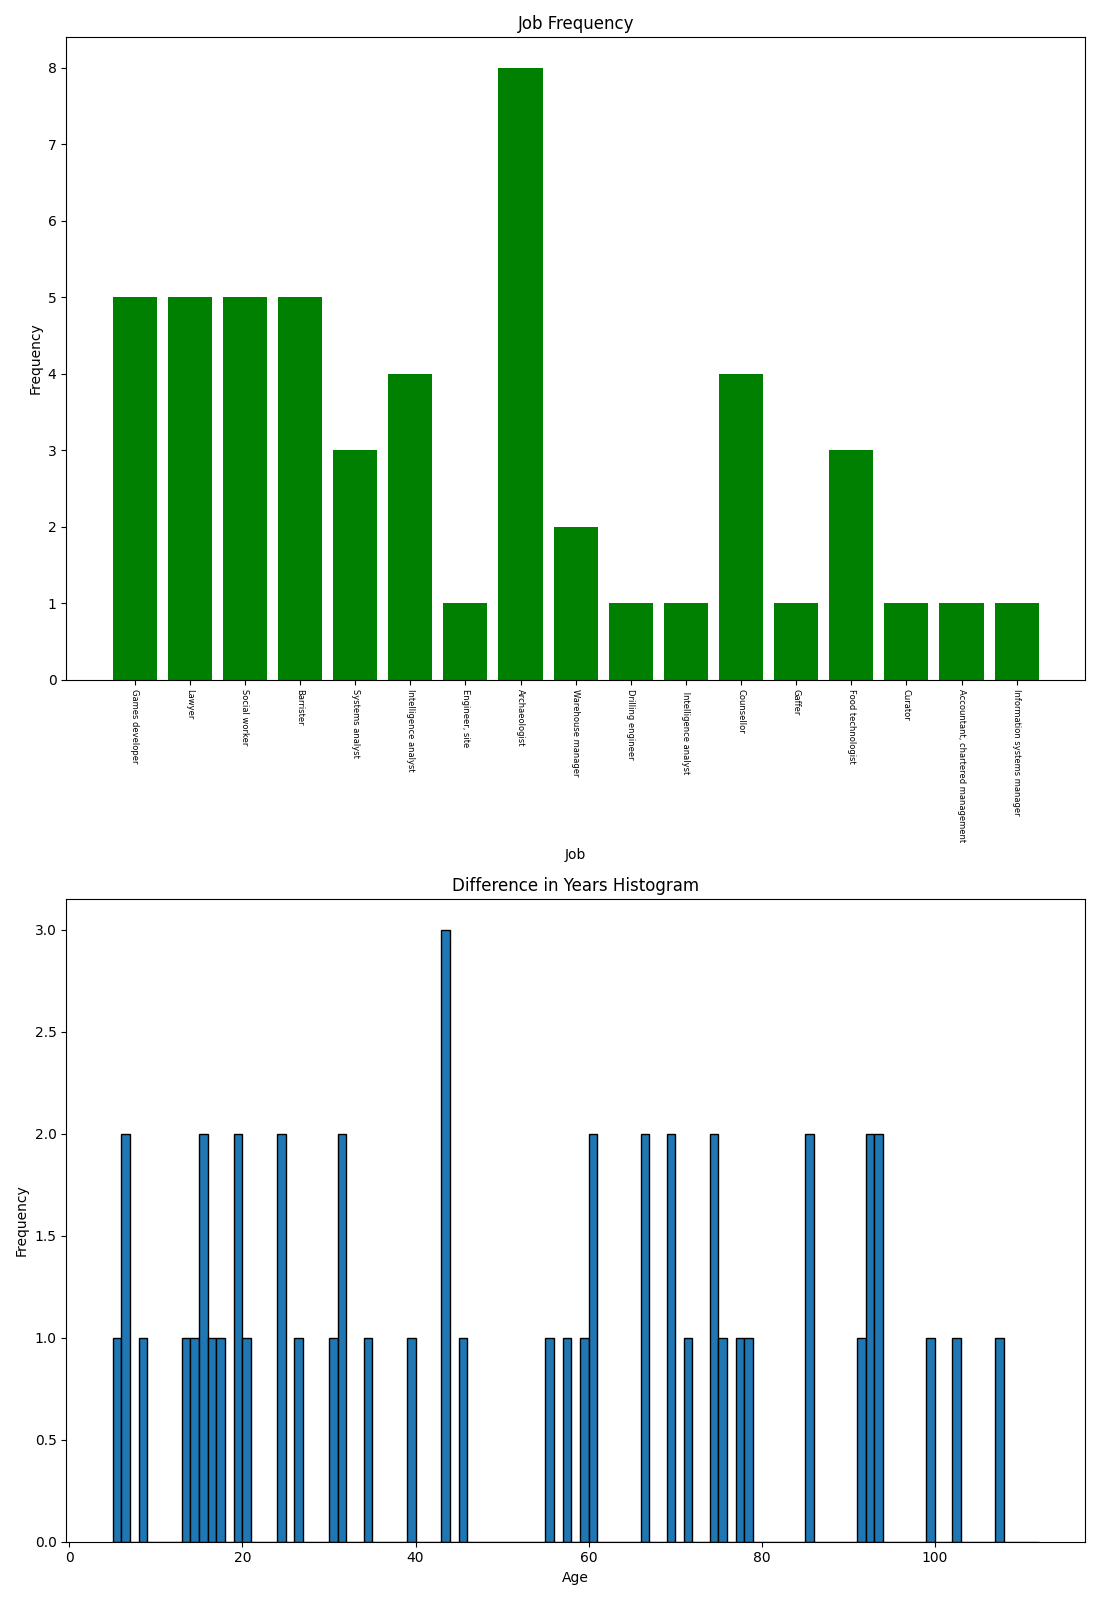 Job Frequency
8
7
6
5
4
3
2
1
0
Frequency
Games developer
Lawyer
Social worker
Barrister
Systems analyst
Intelligence analyst
Engineer, site
Archaeologist
Warehouse manager
Drilling engineer
Intelligence analyst
Counsellor
Gaffer
Food technologist
Curator
Accountant, chartered management
Information systems manager
Job
Difference in Years Histogram
3.0
2.5
2.0
1.5
1.0
0.5
0.0
Frequency
0 20 40 60 80 100
Age